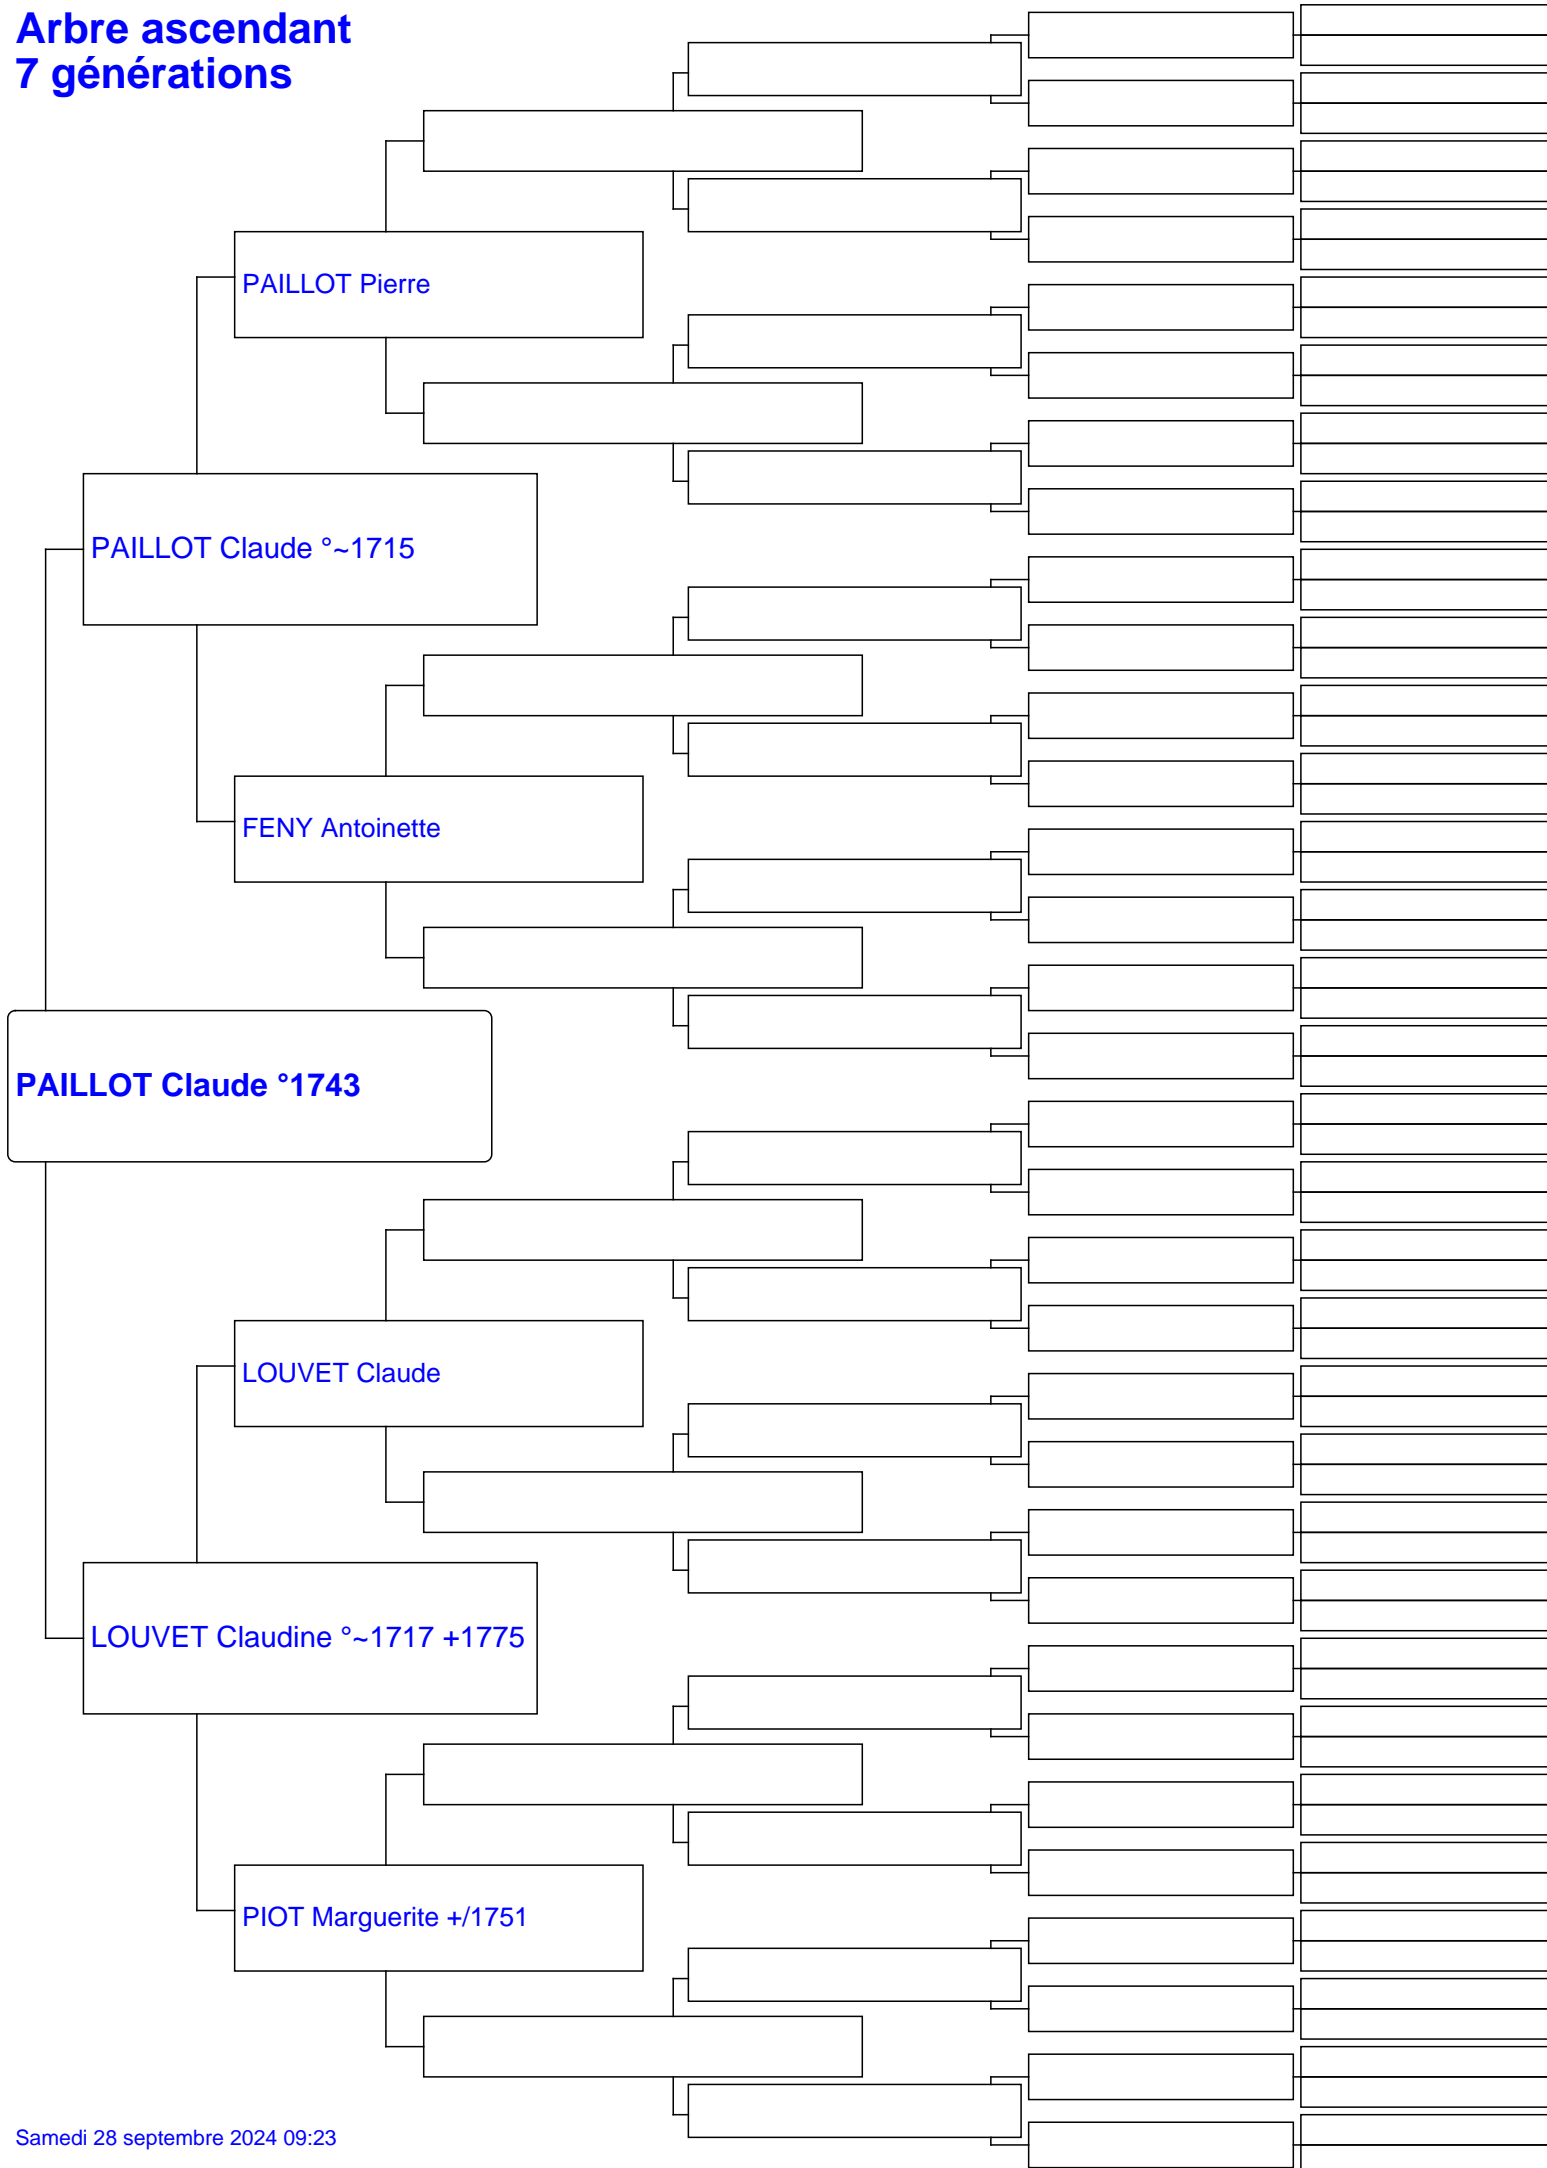 Arbre ascendant
7 générations
PAILLOT Pierre
PAILLOT Claude °~1715
FENY Antoinette
PAILLOT Claude °1743
LOUVET Claude
LOUVET Claudine °~1717 +1775
PIOT Marguerite +/1751
Samedi 28 septembre 2024 09:23